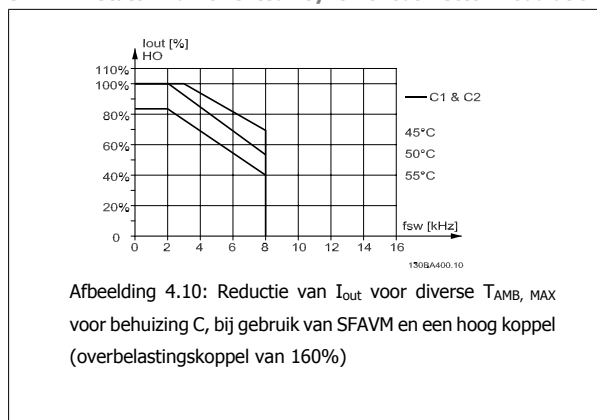 Iout [%]
HO
110%
100%
80%
60%
40%
20%
0
0 2 4 6 8 10 12 14 16
fsw [kHz]
C1 & C2
45°C
50°C
55°C
130BA400.10
Afbeelding 4.10: Reductie van Iout voor diverse TAMB, MAX
voor behuizing C, bij gebruik van SFAVM en een hoog koppel
(overbelastingskoppel van 160%)